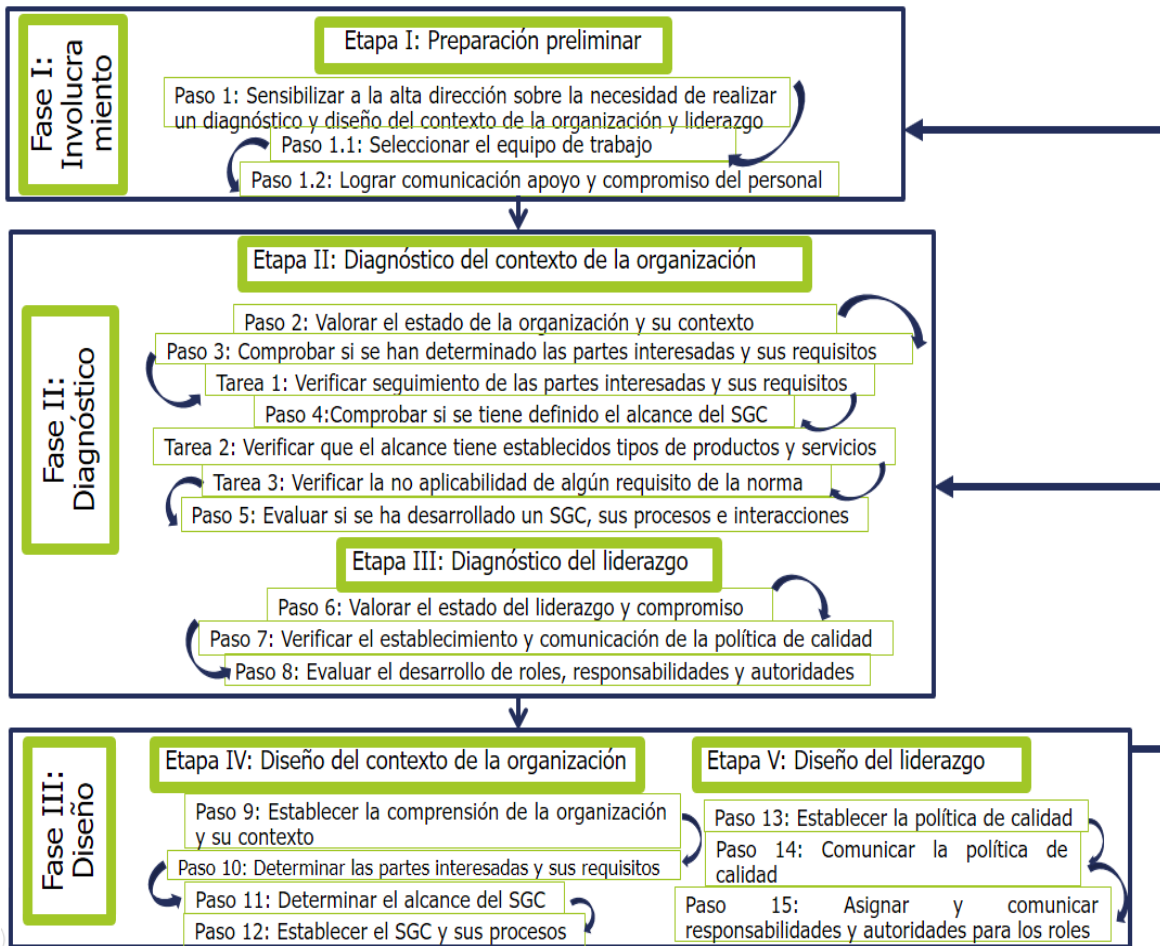 Fase I:
Involucra
miento
Etapa I: Preparación preliminar
Paso 1: Sensibilizar a la alta dirección sobre la necesidad de realizar
un diagnóstico y diseño del contexto de la organización y liderazgo
Paso 1.1: Seleccionar el equipo de trabajo
Paso 1.2: Lograr comunicación apoyo y compromiso del personal
Fase II:
Diagnóstico
Etapa II: Diagnóstico del contexto de la organización
Paso 2: Valorar el estado de la organización y su contexto
Paso 3: Comprobar si se han determinado las partes interesadas y sus requisitos
Tarea 1: Verificar seguimiento de las partes interesadas y sus requisitos
Paso 4:Comprobar si se tiene definido el alcance del SGC
Tarea 2: Verificar que el alcance tiene establecidos tipos de productos y servicios
Tarea 3: Verificar la no aplicabilidad de algún requisito de la norma
Paso 5: Evaluar si se ha desarrollado un SGC, sus procesos e interacciones
Etapa III: Diagnóstico del liderazgo
Paso 6: Valorar el estado del liderazgo y compromiso
Paso 7: Verificar el establecimiento y comunicación de la política de calidad
Paso 8: Evaluar el desarrollo de roles, responsabilidades y autoridades
Fase III:
Diseño
Etapa IV: Diseño del contexto de la organización
Paso 9: Establecer la comprensión de la organización
y su contexto
Paso 10: Determinar las partes interesadas y sus requisitos
Paso 11: Determinar el alcance del SGC
Paso 12: Establecer el SGC y sus procesos
Etapa V: Diseño del liderazgo
Paso 13: Establecer la política de calidad
Paso 14: Comunicar la política de
calidad
Paso 15: Asignar y comunicar
responsabilidades y autoridades para los roles